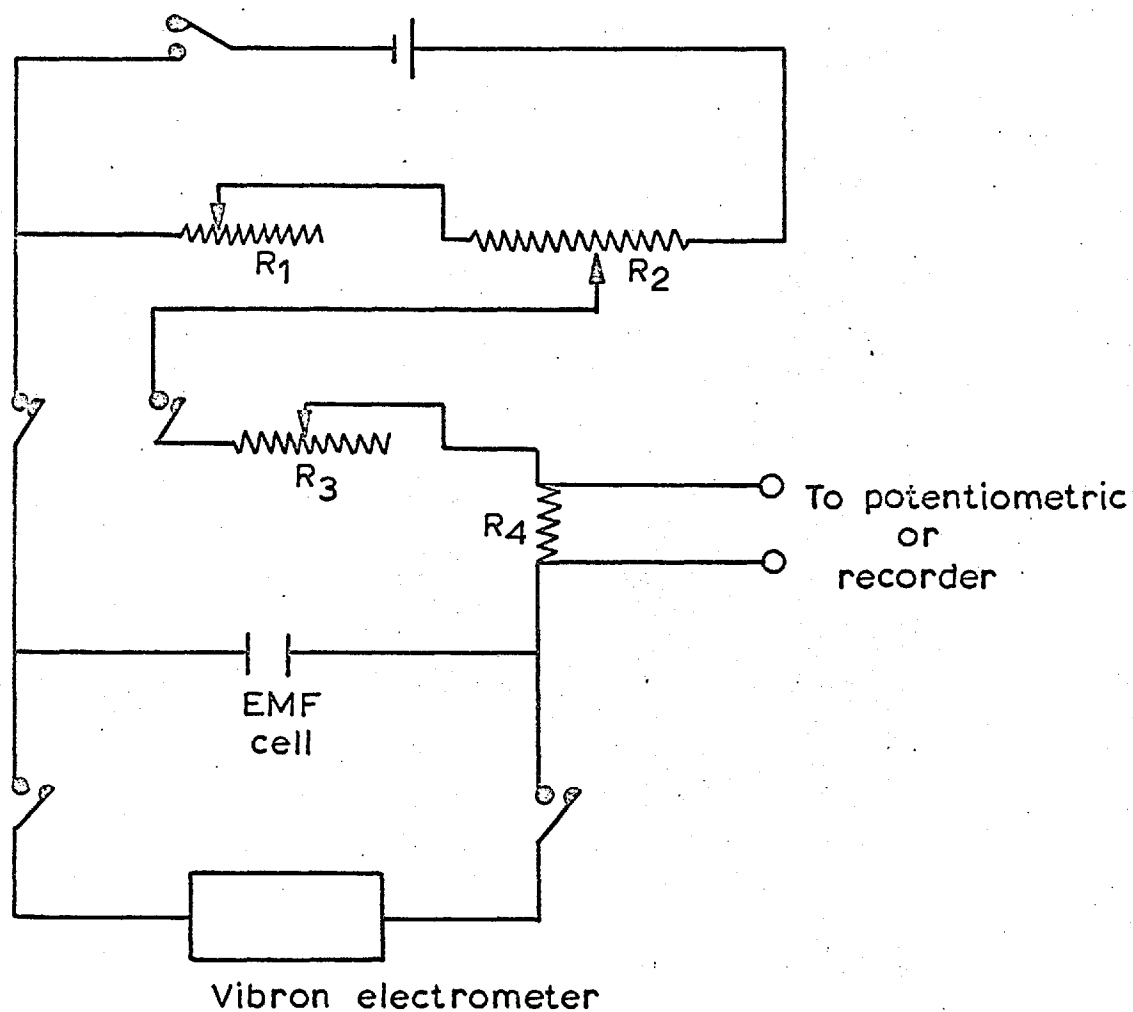 R1
R2
R3
R4
To potentiometric
or
recorder
EMF
cell
Vibron electrometer